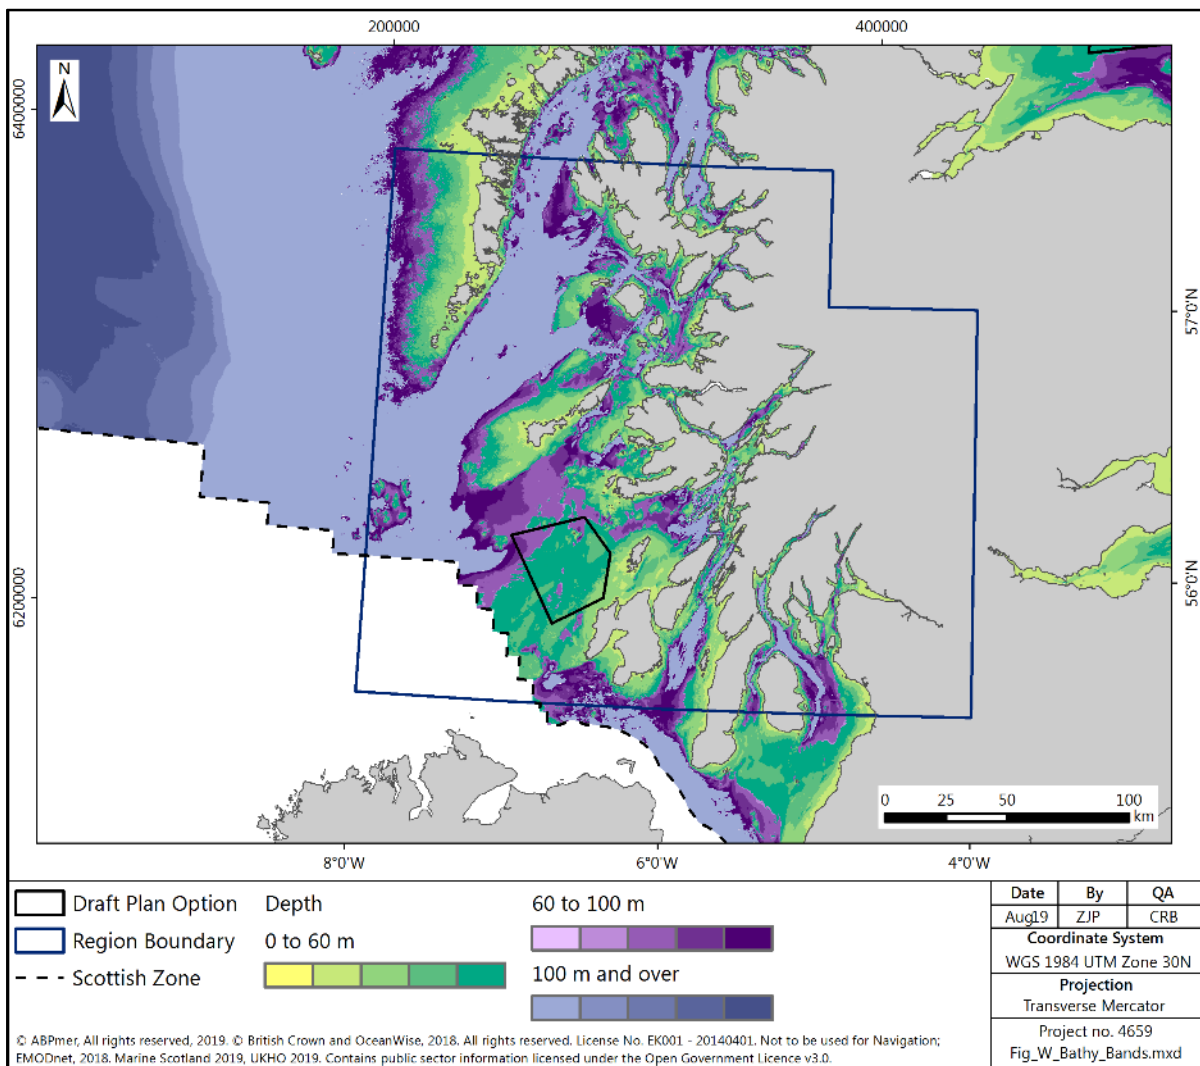 200000
400000
N
6400000
6200000
57°0'N
56°0'N
0 25 50 100
km
8°0'W
6°0'W
4°0'W
Draft Plan Option
Region Boundary
Scottish Zone
Depth
0 to 60 m
60 to 100 m
100 m and over
Date By QA
Aug19 ZJP CRB
Coordinate System
WGS 1984 UTM Zone 30N
Projection
Transverse Mercator
Project no. 4659
Fig_W_Bathy_Bands.mxd
© ABPmer, All rights reserved, 2019. © British Crown and OceanWise, 2018. All rights reserved. License No. EK001 - 20140401. Not to be used for Navigation;
EMODnet, 2018. Marine Scotland 2019, UKHO 2019. Contains public sector information licensed under the Open Government Licence v3.0.